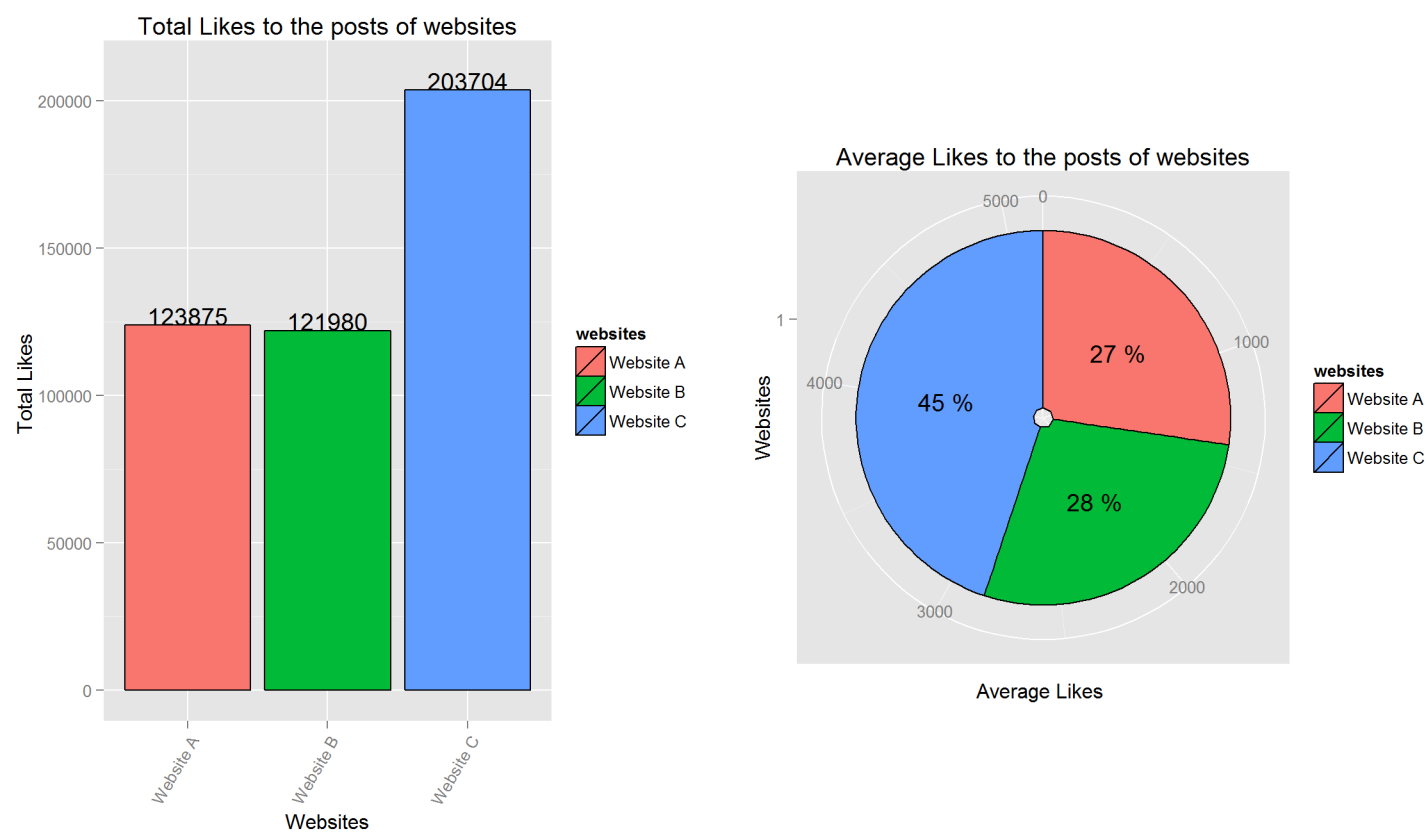 Total Likes to the posts of websites
203704
123875
121980
200000
150000
100000
50000
0
Total Likes
Website A
Website B
Website C
Websites
websites
Website A
Website B
Website C
Average Likes to the posts of websites
5000
0
1000
4000
2000
3000
1
27 %
45 %
28 %
Websites
Average Likes
websites
Website A
Website B
Website C